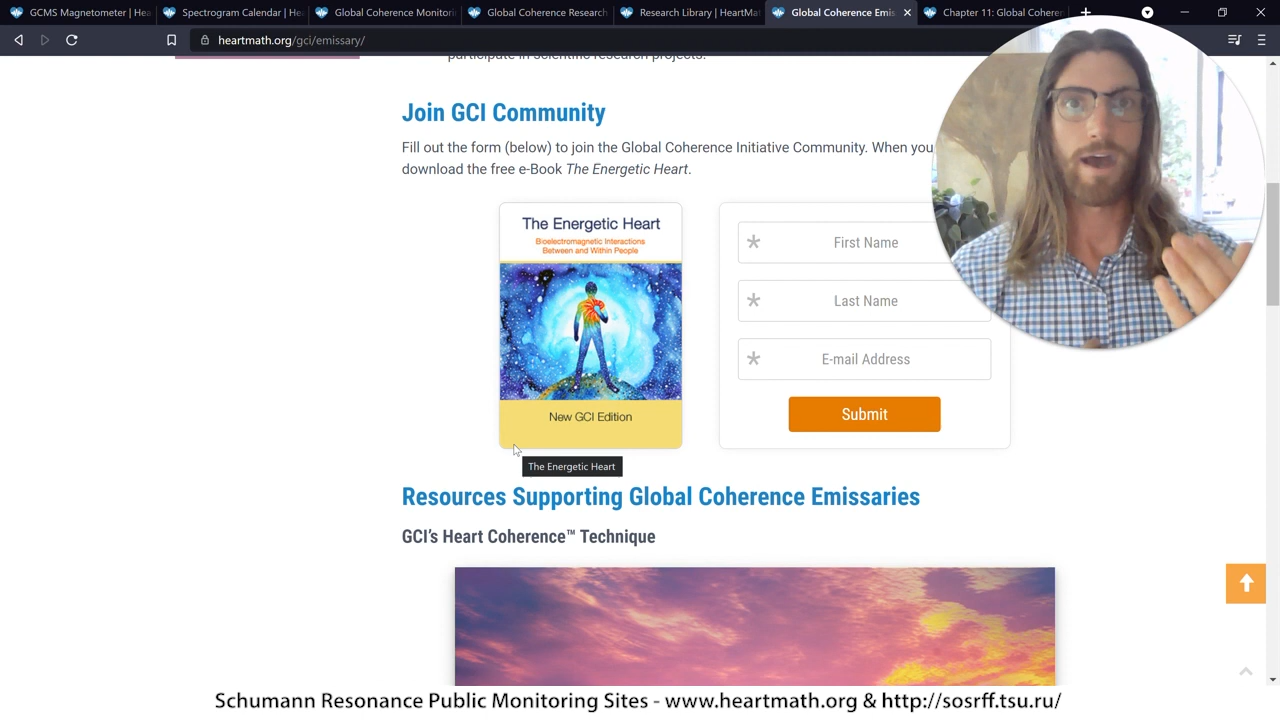 GCMS Magnetometer | Hea
Spectrogram Calendar | He
Global Coherence Monitori
Global Coherence Research
Research Library | HeartMat
Global Coherence Emis
Chapter 11: Global Coheren
heartmath.org/gci/emissary/
participate in scientific research projects.
Join GCI Community
Fill out the form (below) to join the Global Coherence Initiative Community. When you
download the free e-Book The Energetic Heart.
The Energetic Heart
Bioelectromagnetic Interactions
Between and Within People
New GCI Edition
* First Name
* Last Name
* E-mail Address
Submit
The Energetic Heart
Resources Supporting Global Coherence Emissaries
GCI's Heart Coherence™ Technique
Schumann Resonance Public Monitoring Sites - www.heartmath.org & http://sosrff.tsu.ru/